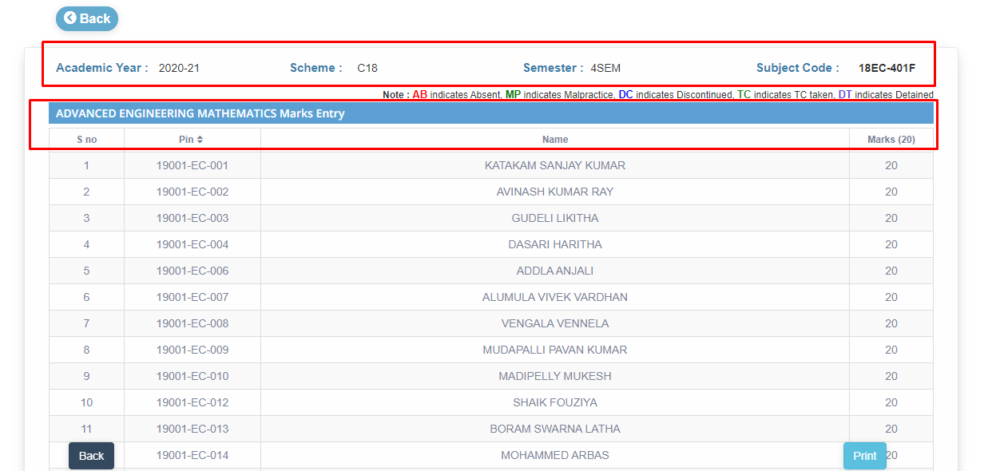 Back
Academic Year : 2020-21 Scheme : C18 Semester : 4SEM Subject Code : 18EC-401F
Note : AB indicates Absent, MP indicates Malpractice, DC indicates Discontinued, TC indicates TC taken, DT indicates Detained
ADVANCED ENGINEERING MATHEMATICS Marks Entry
S no Pin Name Marks (20)
1 19001-EC-001 KATAKAM SANJAY KUMAR 20
2 19001-EC-002 AVINASH KUMAR RAY 20
3 19001-EC-003 GUDELI LIKITHA 20
4 19001-EC-004 DASARI HARITHA 20
5 19001-EC-006 ADDLA ANJALI 20
6 19001-EC-007 ALUMULA VIVEK VARDHAN 20
7 19001-EC-008 VENGALA VENNELA 20
8 19001-EC-009 MUDAPALLI PAVAN KUMAR 20
9 19001-EC-010 MADIPELLY MUKESH 20
10 19001-EC-012 SHAIK FOUZIYA 20
11 19001-EC-013 BORAM SWARNA LATHA 20
Back 19001-EC-014 MOHAMMED ARBAS Print 20